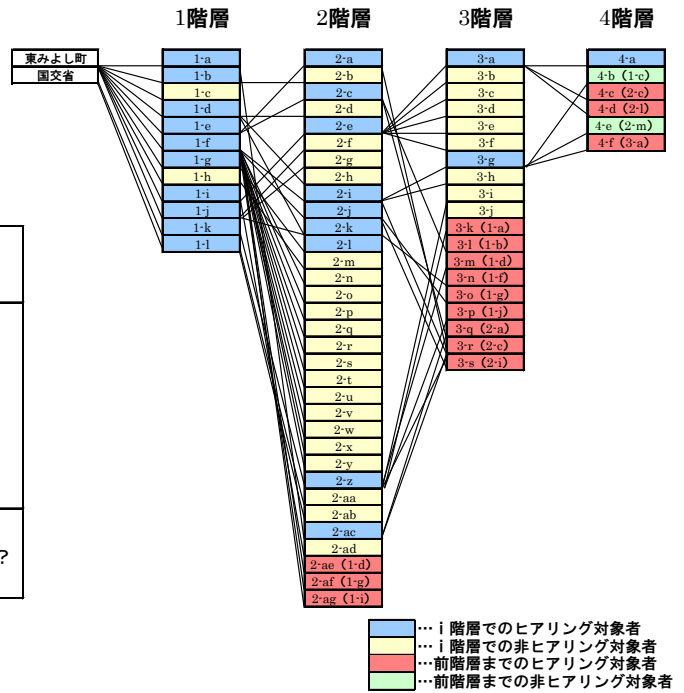 1階層 2階層 3階層 4階層
東みよし町
国交省
1-a
1-b
1-c
1-d
1-e
1-f
1-g
1-h
1-i
1-j
1-k
1-l
2-a
2-b
2-c
2-d
2-e
2-f
2-g
2-h
2-i
2-j
2-k
2-l
2-m
2-n
2-o
2-p
2-q
2-r
2-s
2-t
2-u
2-v
2-w
2-x
2-y
2-z
2-aa
2-ab
2-ac
2-ad
2-ae (1-d)
2-af (1-g)
2-ag (1-i)
3-a
3-b
3-c
3-d
3-e
3-f
3-g
3-h
3-i
3-j
3-k (1-a)
3-l (1-b)
3-m (1-d)
3-n (1-f)
3-o (1-g)
3-p (1-j)
3-q (2-a)
3-r (2-c)
3-s (2-i)
4-a
4-b (1-c)
4-c (2-c)
4-d (2-l)
4-e (2-m)
4-f (3-a)
?
…i階層でのヒアリング対象者
…i階層での非ヒアリング対象者
…前階層までのヒアリング対象者
…前階層までの非ヒアリング対象者